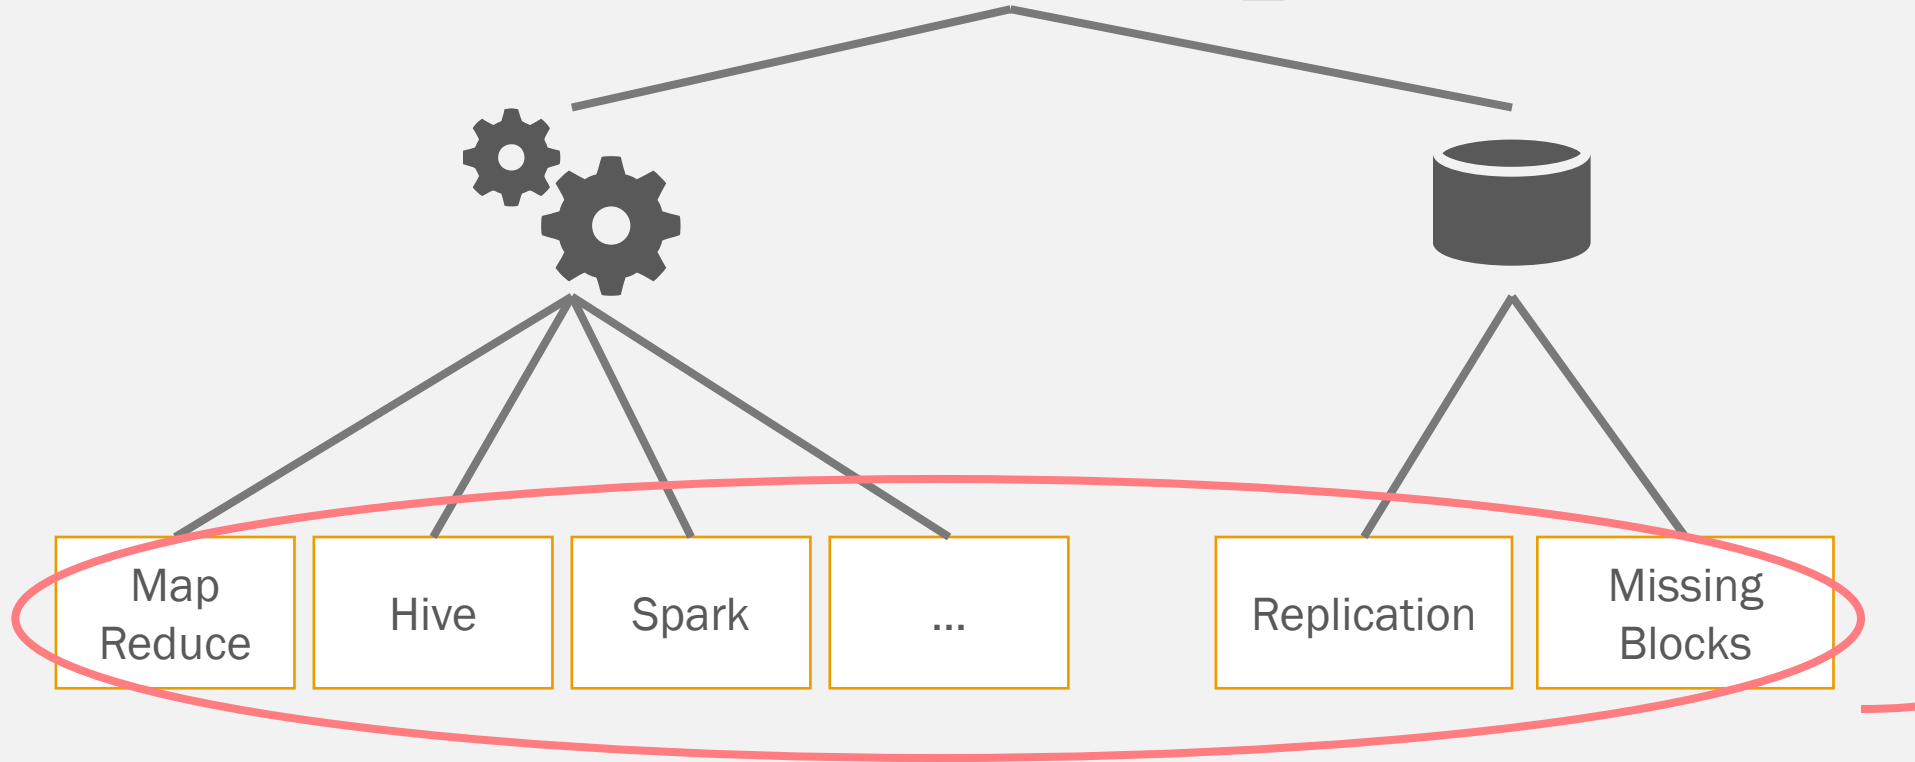 Map
Reduce
Hive
Spark
...
Replication
Missing
Blocks